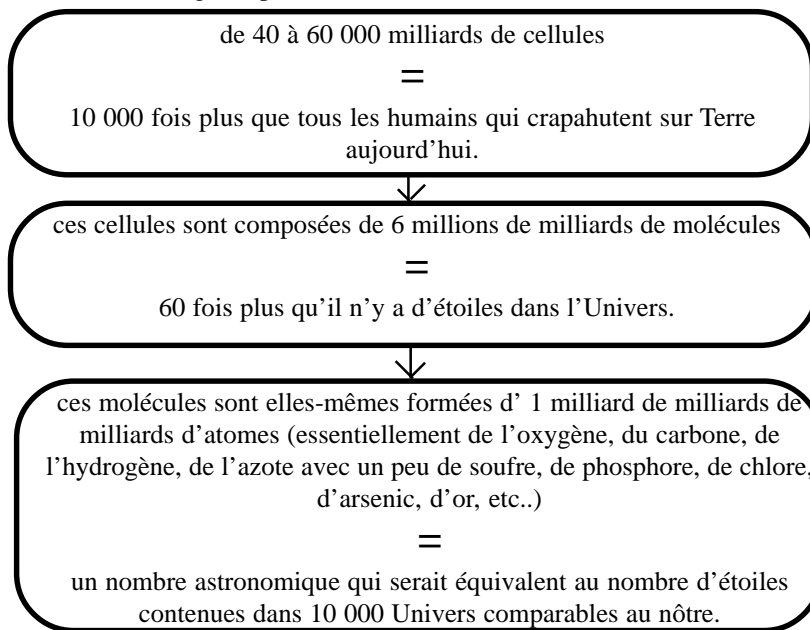 de 40 à 60 000 milliards de cellules
=
10 000 fois plus que tous les humains qui crapahutent sur Terre
aujourd'hui.
ces cellules sont composées de 6 millions de milliards de molécules
=
60 fois plus qu'il n'y a d'étoiles dans l'Univers.
ces molécules sont elles-mêmes formées d' 1 milliard de milliards de
milliards d'atomes (essentiellement de l'oxygène, du carbone, de
l'hydrogène, de l'azote avec un peu de soufre, de phosphore, de chlore,
d'arsenic, d'or, etc..)
=
un nombre astronomique qui serait équivalent au nombre d'étoiles
contenues dans 10 000 Univers comparables au nôtre.